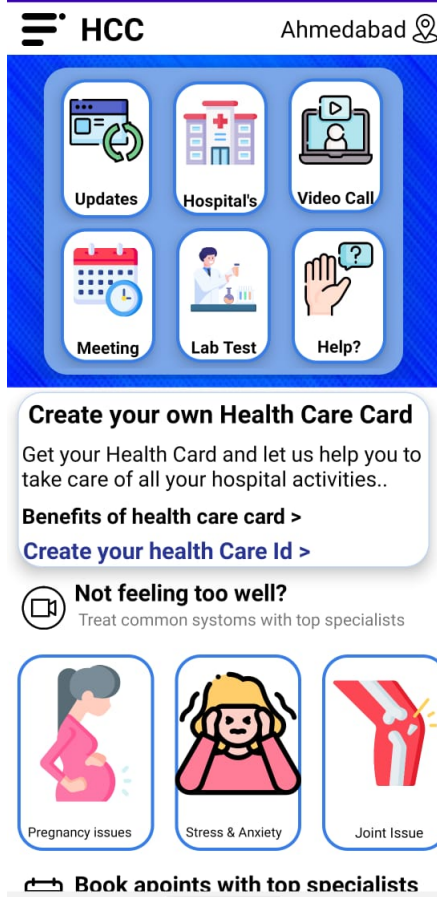 HCC
Ahmedabad
Updates
Hospital's
Video Call
Meeting
Lab Test
Help?
Create your own Health Care Card
Get your Health Card and let us help you to
take care of all your hospital activities..
Benefits of health care card >
Create your health Care Id >
Not feeling too well?
Treat common systoms with top specialists
Pregnancy issues
Stress & Anxiety
Joint Issue
Book apoints with top specialists